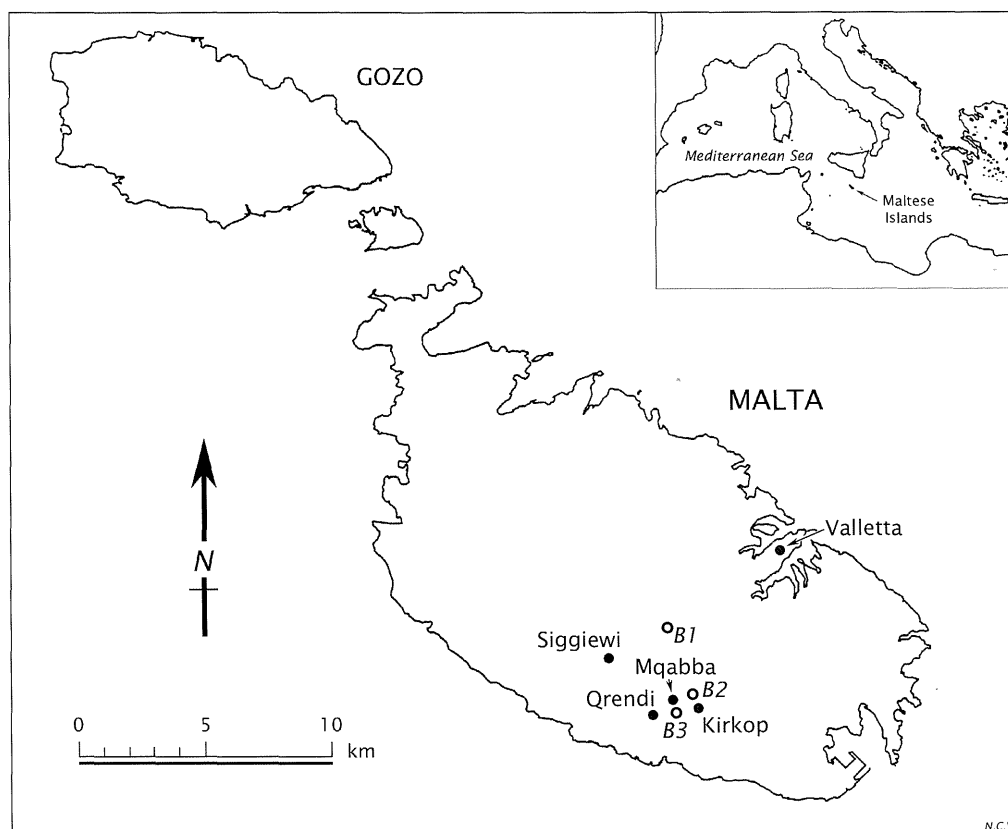 GOZO
Mediterranean Sea
Maltese
Islands
MALTA
Valletta
B1
Siggiewi
Mqabba
B2
Qrendi
Kirkop
B3
N
0 5 10
km